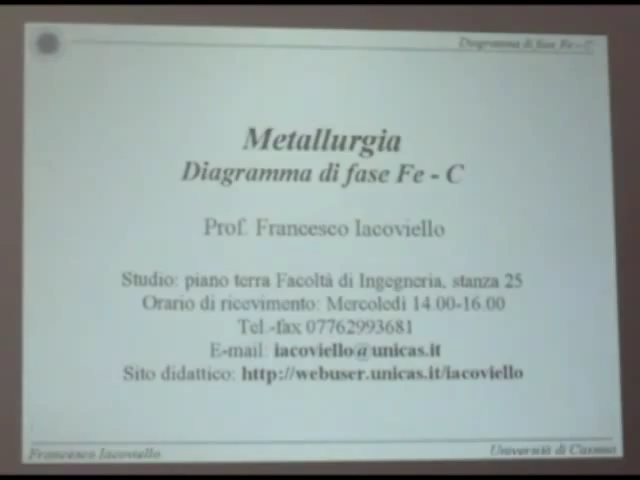 Diagramma di fase Fe - C
Metallurgia
Diagramma di fase Fe - C
Prof. Francesco Iacoviello
Studio: piano terra Facoltà di Ingegneria, stanza 25
Orario di ricevimento: Mercoledì 14.00-16.00
Tel.-fax 07762993681
E-mail: iacoviello@unicas.it
Sito didattico: http://webuser.unicas.it/iacoviello
Francesco Iacoviello
Università di Cassino